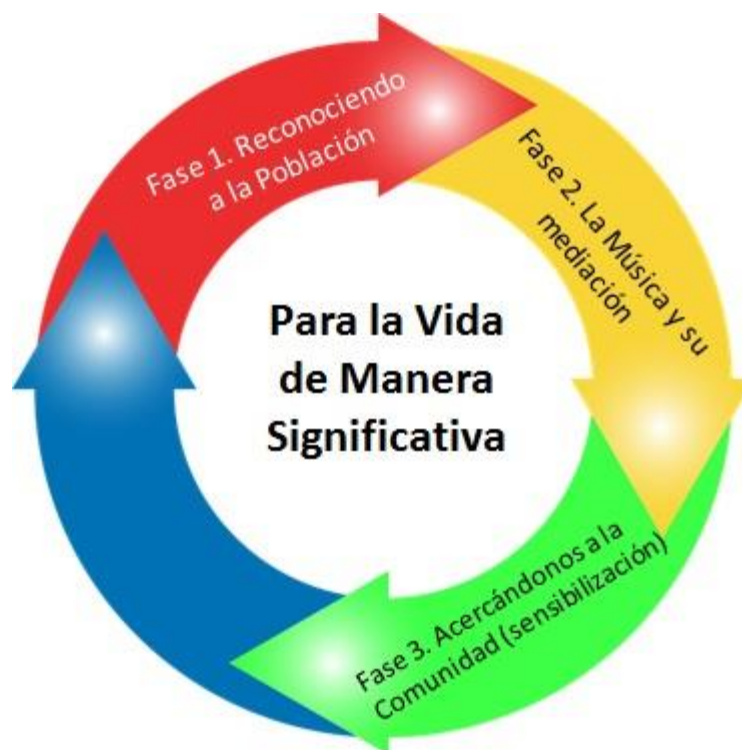 Fase 1. Reconociendo
a la Población
Fase 2. La Música y su
mediación
Para la Vida
de Manera
Significativa
Fase 3. Acercándonos a la
Comunidad (sensibilización)